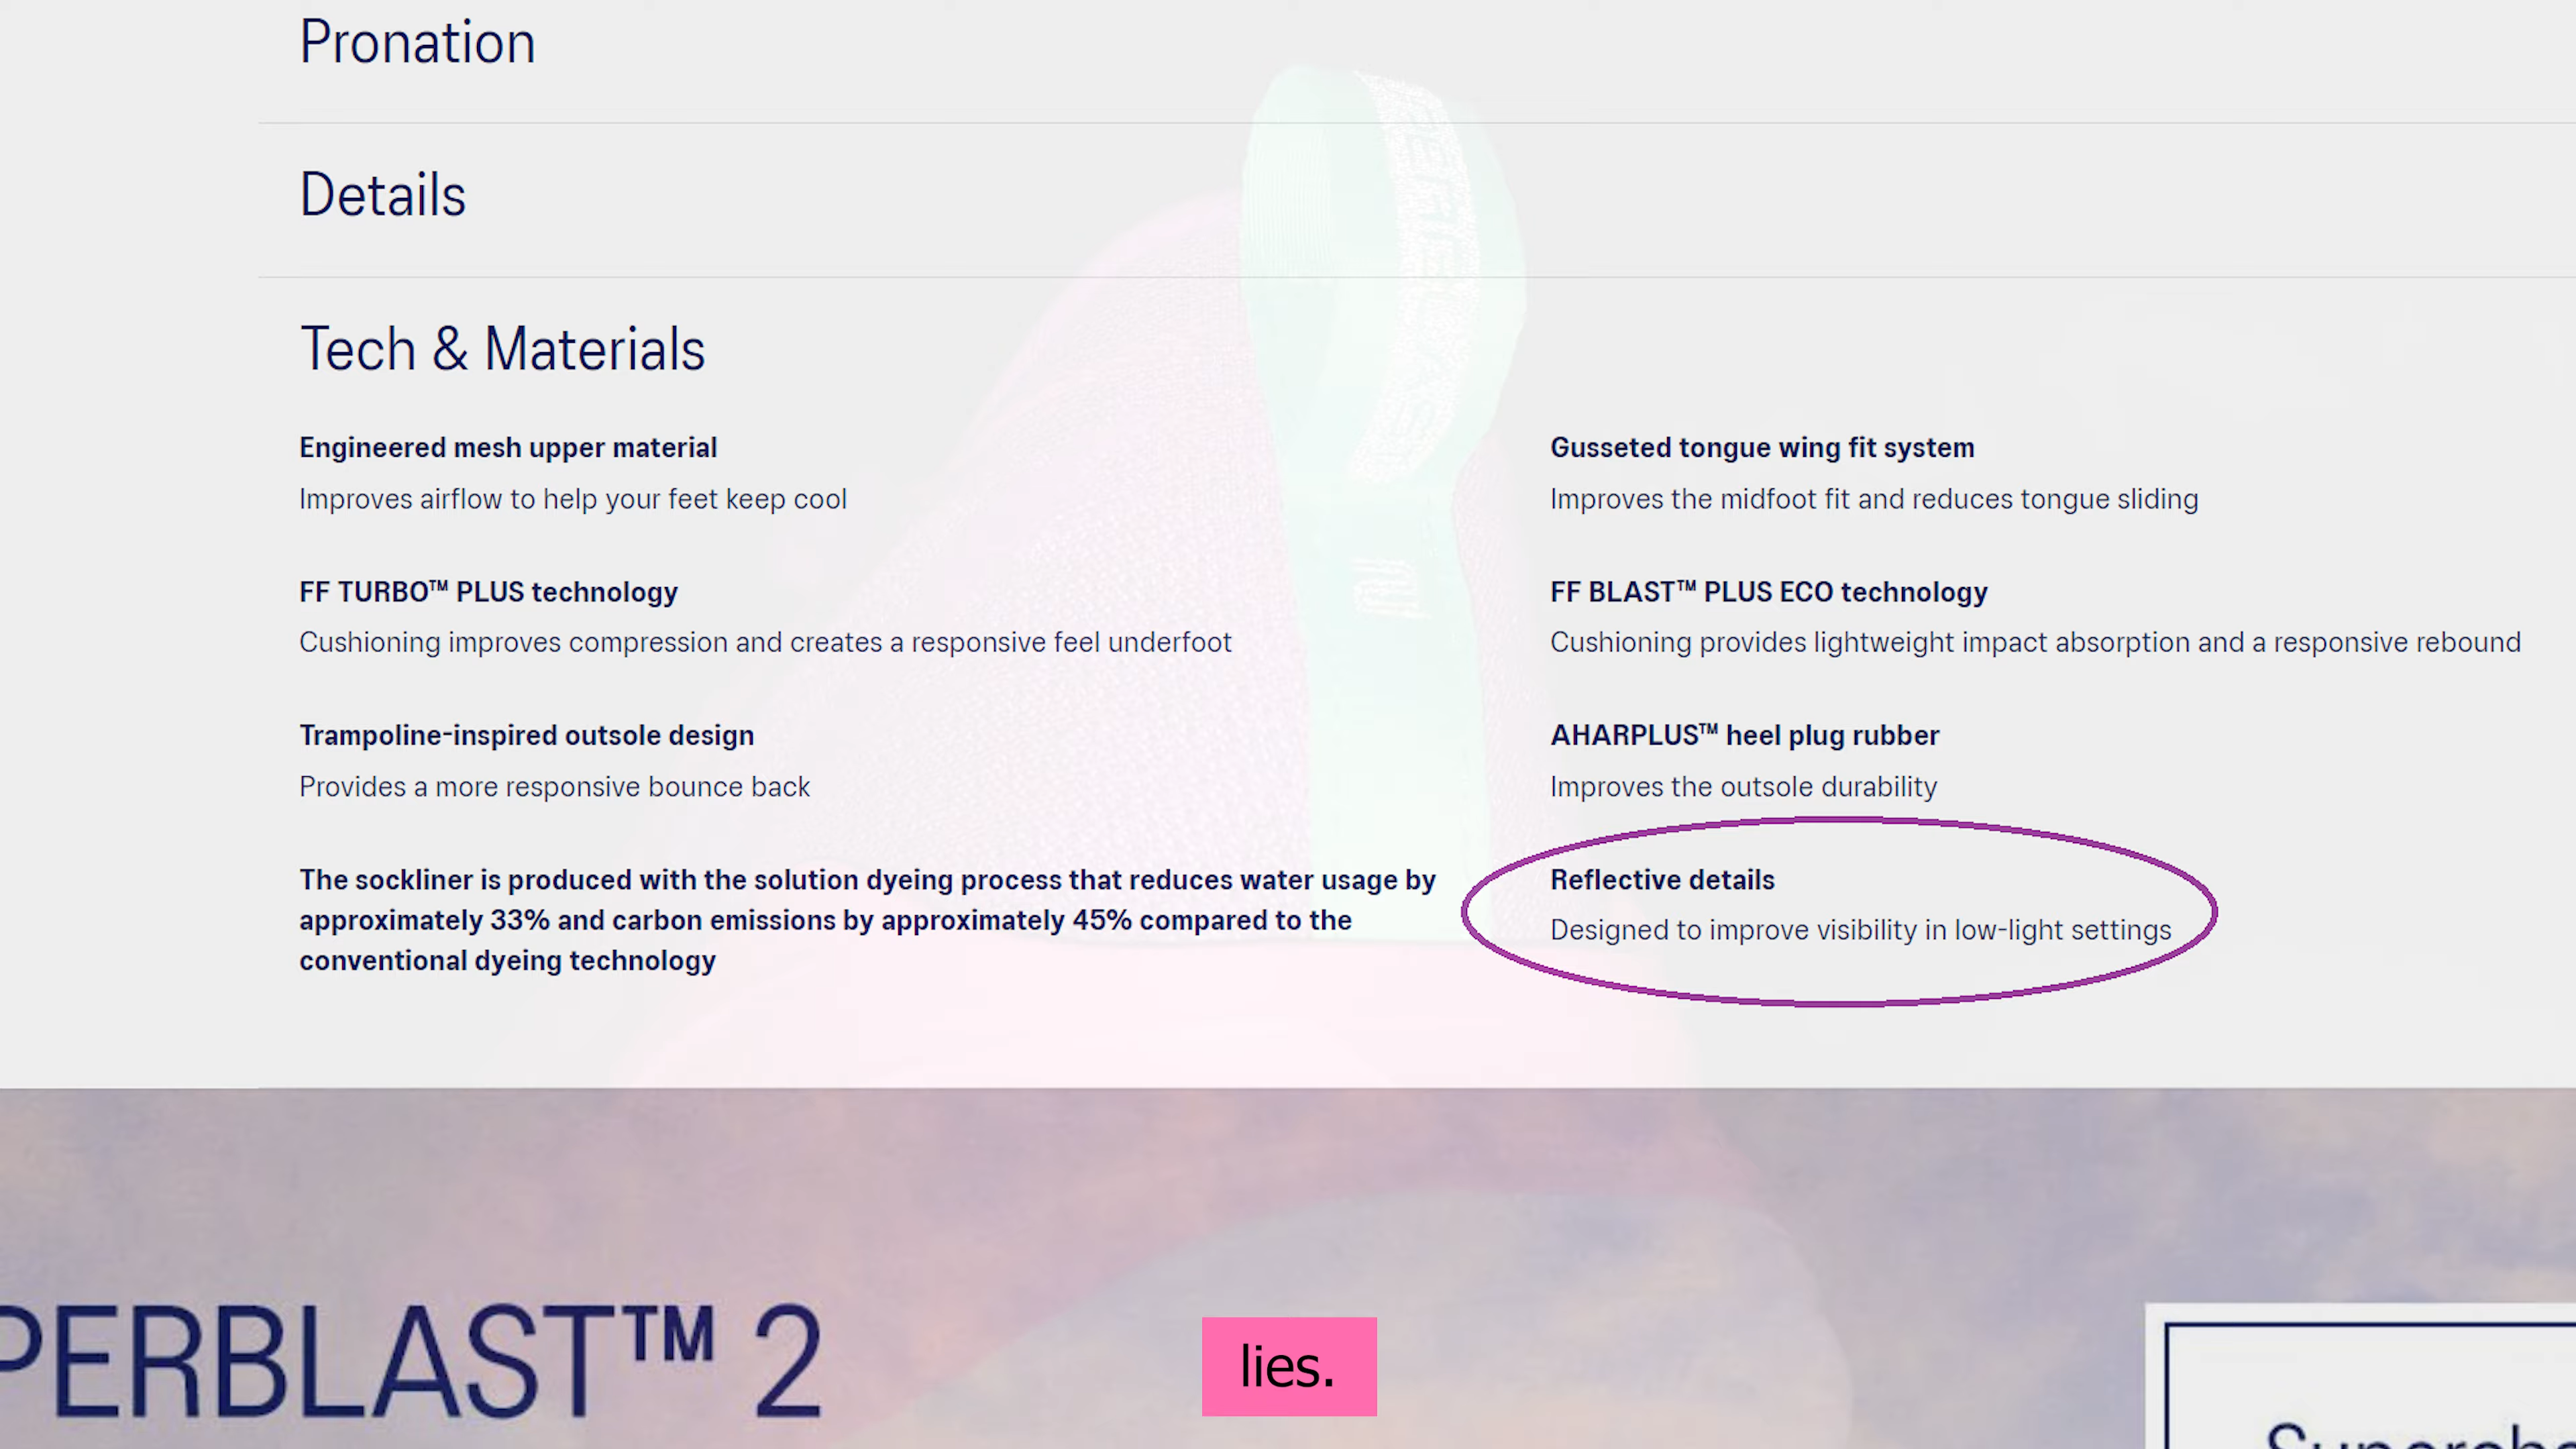 Pronation
Details
Tech & Materials
Engineered mesh upper material
Improves airflow to help your feet keep cool
Gusseted tongue wing fit system
Improves the midfoot fit and reduces tongue sliding
FF TURBO™ PLUS technology
Cushioning improves compression and creates a responsive feel underfoot
FF BLAST™ PLUS ECO technology
Cushioning provides lightweight impact absorption and a responsive rebound
Trampoline-inspired outsole design
Provides a more responsive bounce back
AHARPLUS™ heel plug rubber
Improves the outsole durability
The sockliner is produced with the solution dyeing process that reduces water usage by
approximately 33% and carbon emissions by approximately 45% compared to the
conventional dyeing technology
Reflective details
Designed to improve visibility in low-light settings
PERBLAST™ 2
lies.